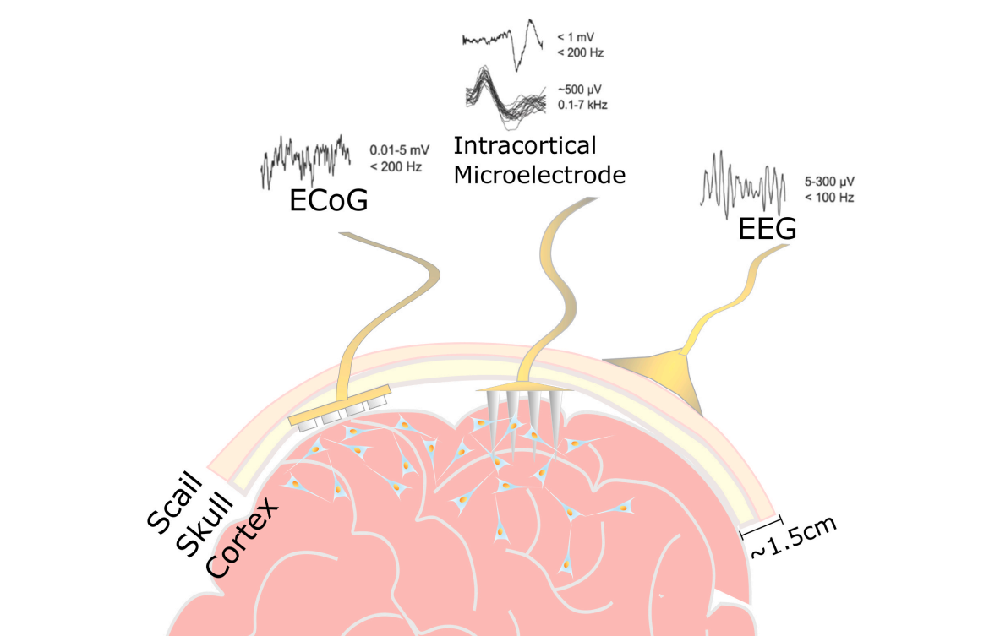 < 1 mV
< 200 Hz
~500 µV
0.1-7 kHz
Intracortical
Microelectrode
0.01-5 mV
< 200 Hz
ECoG
5-300 µV
< 100 Hz
EEG
Scail
Skull
Cortex
~1.5cm